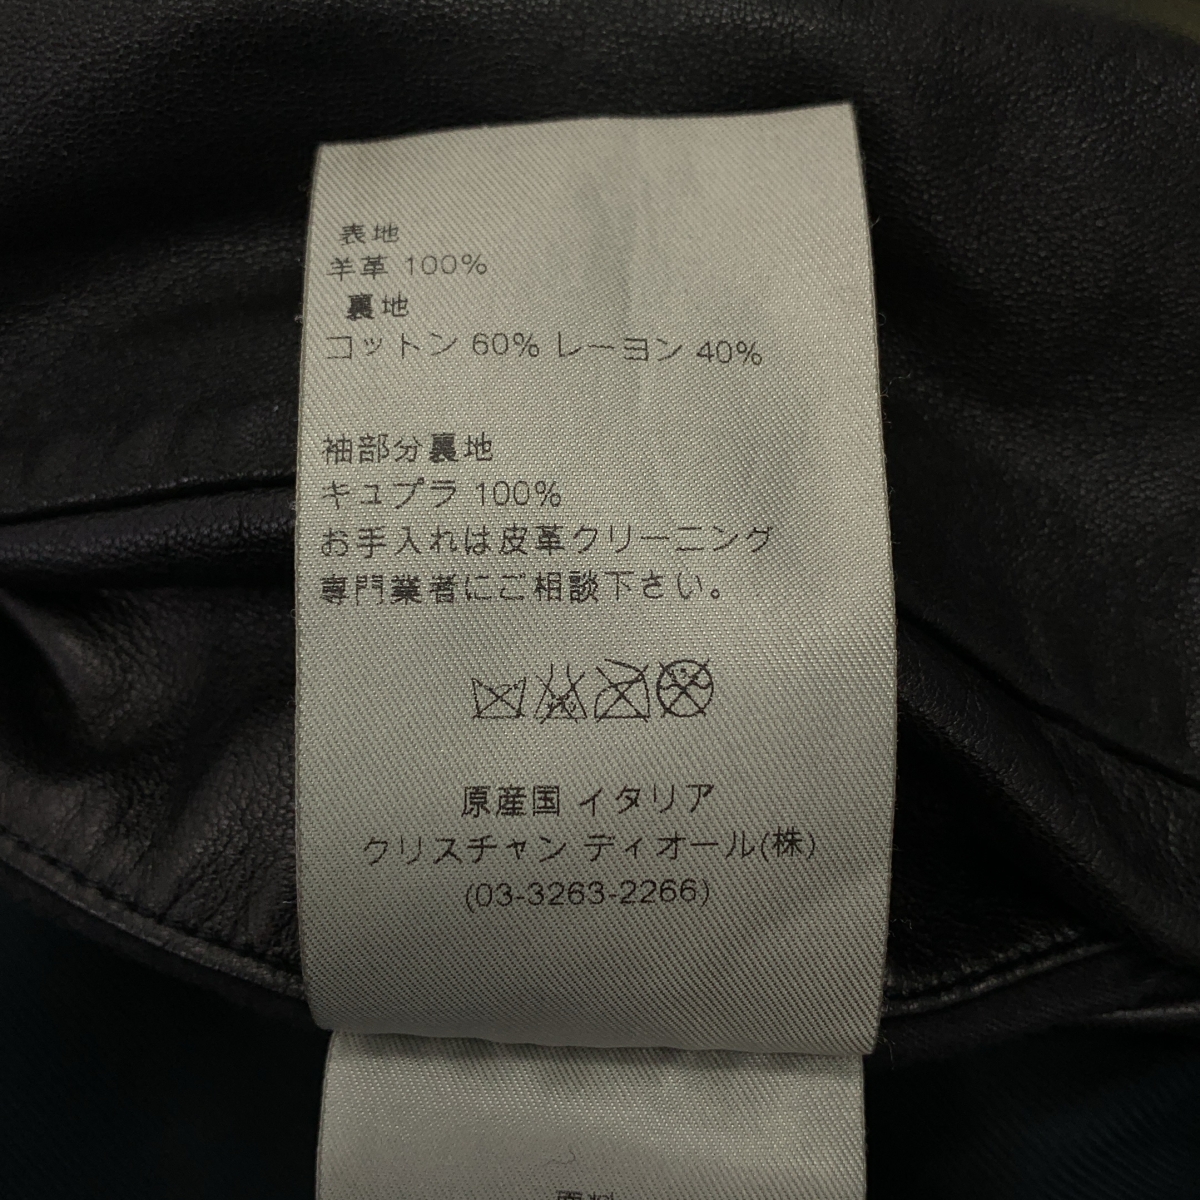 表地
羊革 100%
裏地
コットン 60% レーヨン 40%
袖部分裏地
キュプラ 100%
お手入れは皮革クリーニング
専門業者にご相談下さい。
原産国 イタリア
クリスチャン ディオール(株)
(03-3263-2266)